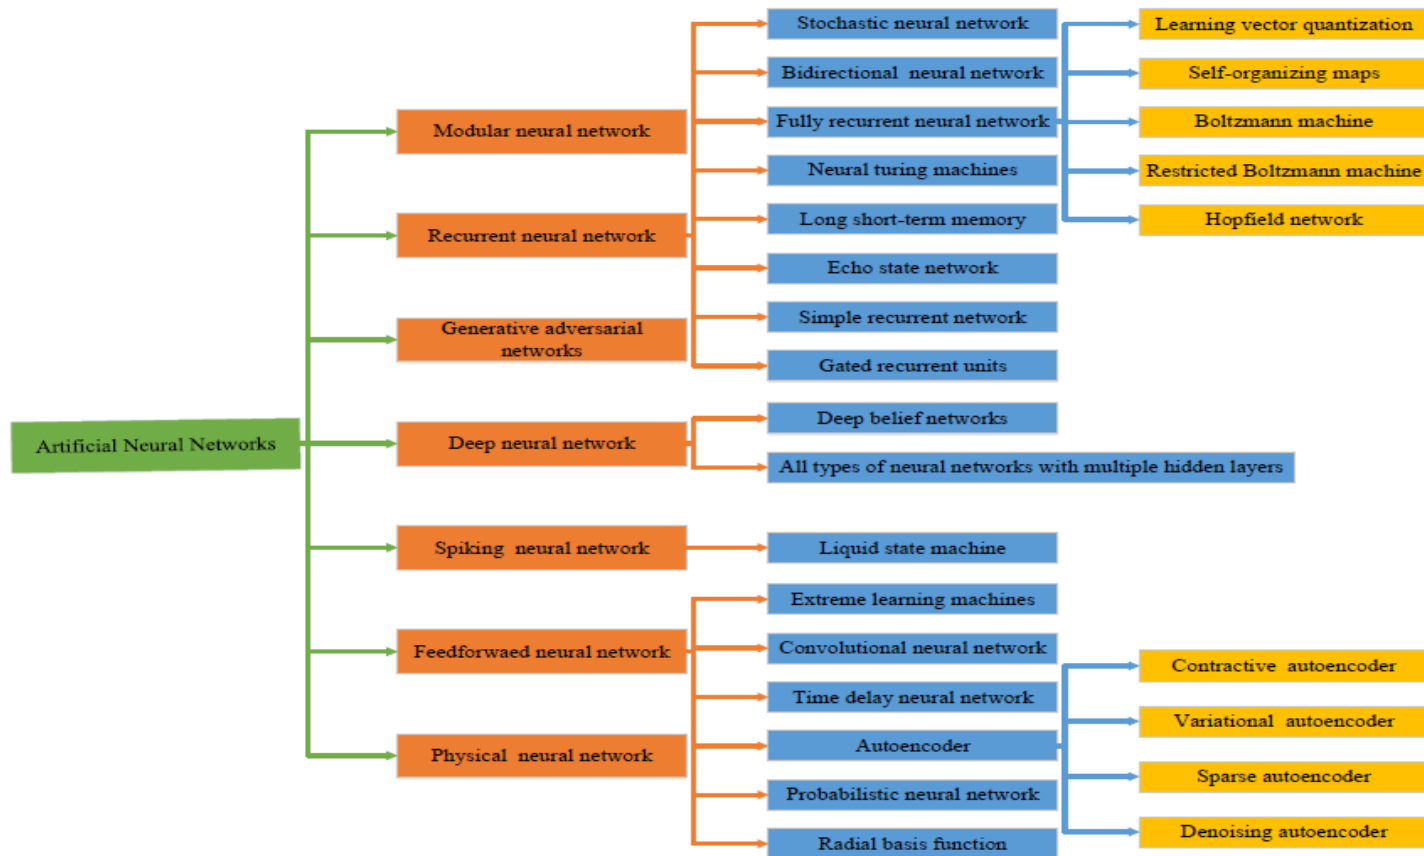 Artificial Neural Networks
Modular neural network
Recurrent neural network
Generative adversarial
networks
Deep neural network
Spiking neural network
Feedforwaed neural network
Physical neural network
Stochastic neural network
Bidirectional neural network
Fully recurrent neural network
Neural turing machines
Long short-term memory
Echo state network
Simple recurrent network
Gated recurrent units
Deep belief networks
All types of neural networks with multiple hidden layers
Liquid state machine
Extreme learning machines
Convolutional neural network
Time delay neural network
Autoencoder
Probabilistic neural network
Radial basis function
Learning vector quantization
Self-organizing maps
Boltzmann machine
Restricted Boltzmann machine
Hopfield network
Contractive autoencoder
Variational autoencoder
Sparse autoencoder
Denoising autoencoder